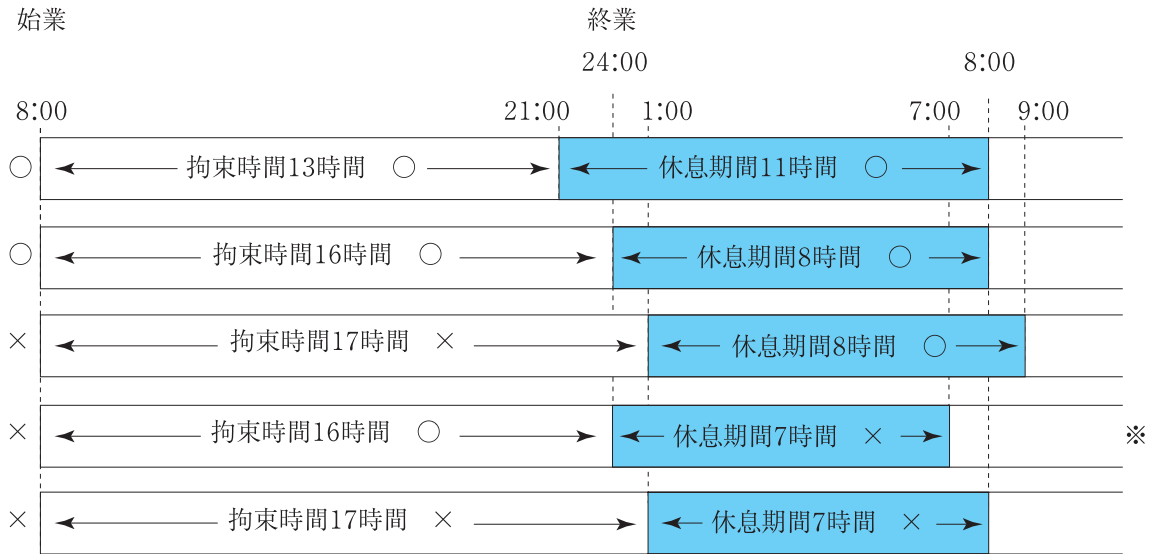 始業 終業
24:00 8:00
8:00 21:00 1:00 7:00 9:00
○ 拘束時間13時間 ○ 休息期間11時間 ○
○ 拘束時間16時間 ○ 休息期間8時間 ○
× 拘束時間17時間 × 休息期間8時間 ○
× 拘束時間16時間 ○ 休息期間7時間 × ※
× 拘束時間17時間 × 休息期間7時間 ×